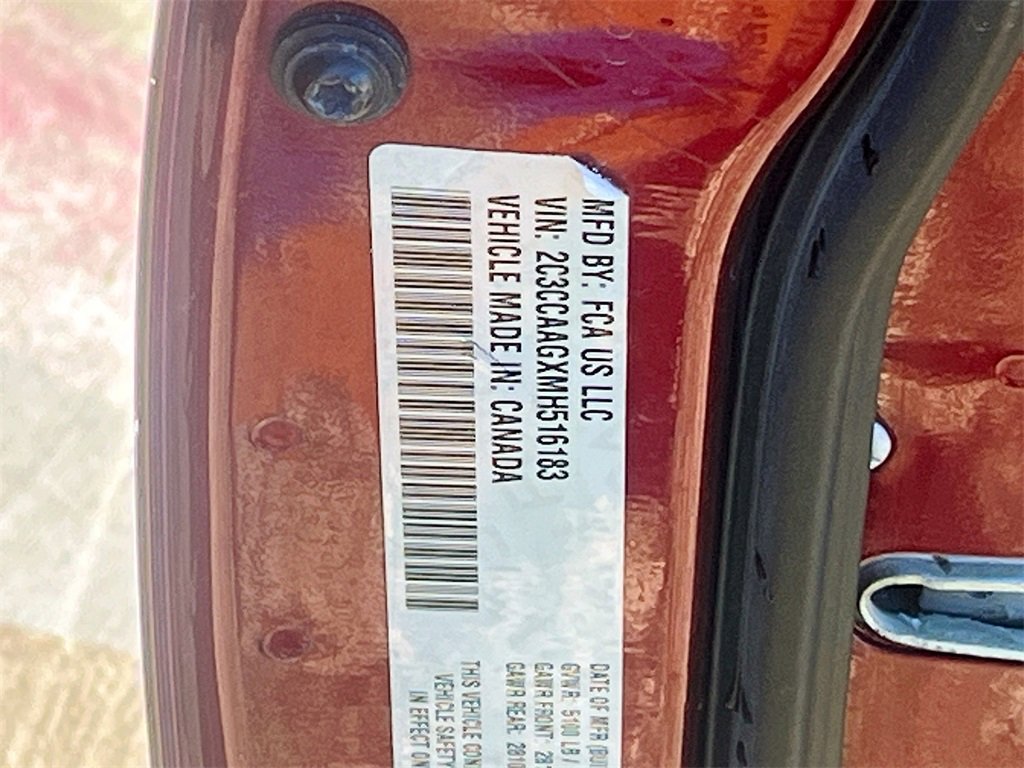 MFD BY: FCA US LLC
VIN: 2C3CCAAGXMH516183
VEHICLE MADE IN: CANADA
DATE OF MFR
GVWR: 5100 LB /
GAWR FRONT:
GAWR REAR:
THIS VEHICLE
VEHICLE SAFETY
IN EFFECT ON